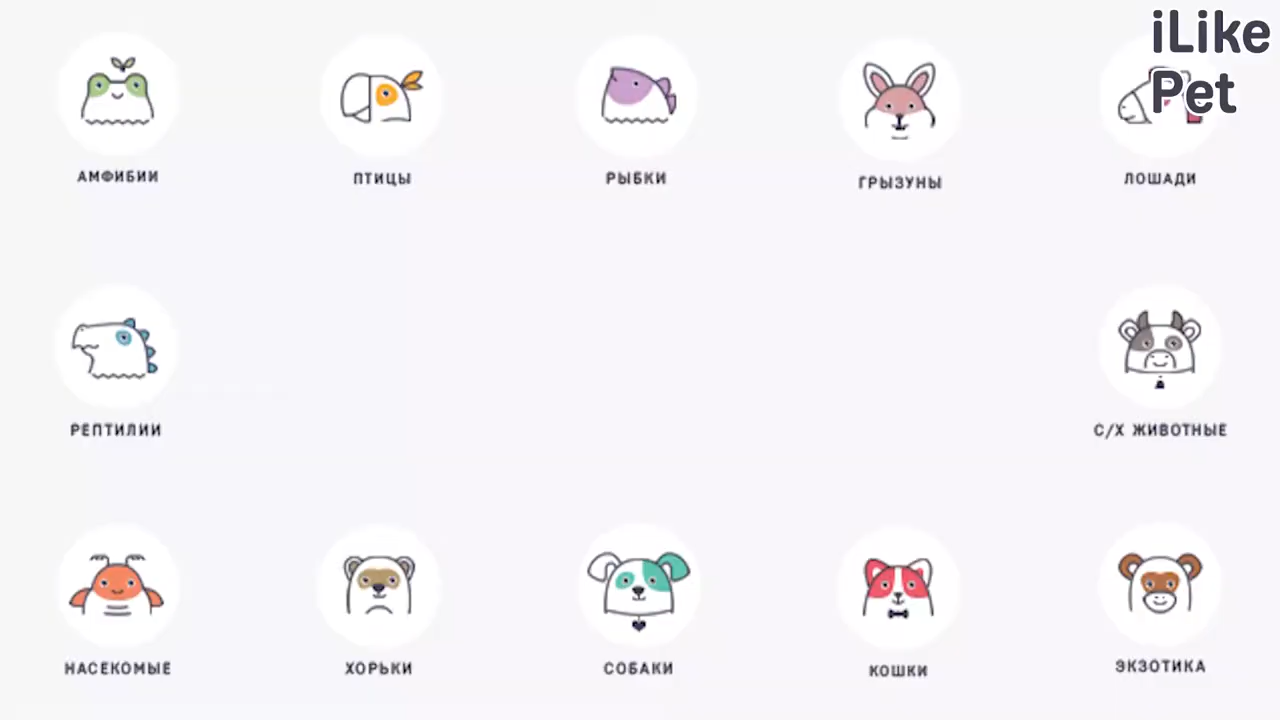 iLike
Pet
АМФИБИИ
ПТИЦЫ
РЫБКИ
ГРЫЗУНЫ
ЛОШАДИ
РЕПТИЛИИ
С/Х ЖИВОТНЫЕ
НАСЕКОМЫЕ
ХОРЬКИ
СОБАКИ
КОШКИ
ЭКЗОТИКА